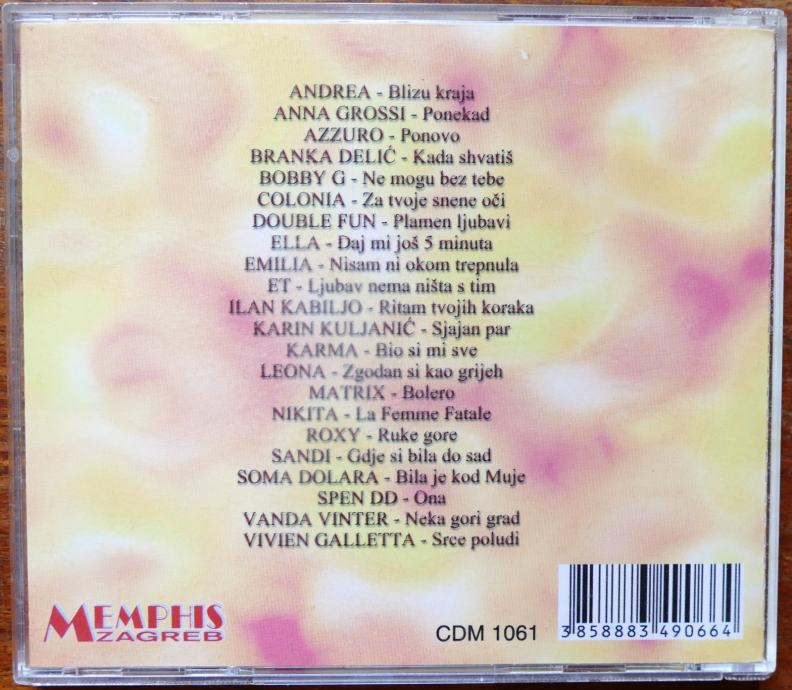 ANDREA - Blizu kraja
ANNA GROSSI - Ponekad
AZZURO - Ponovo
BRANKA DELIĆ - Kada shvatiš
BOBBY G - Ne mogu bez tebe
COLONIA - Za tvoje snene oči
DOUBLE FUN - Plamen ljubavi
ELLA - Đaj mi još 5 minuta
EMILIA - Nisam ni okom trepnula
ET - Ljubav nema ništa s tim
ILAN KABILJO - Ritam tvojih koraka
KARIN KULJANIĆ - Sjajan par
KARMA - Bio si mi sve
LEONA - Zgodan si kao grijeh
MATRIX - Bolero
NIKITA - La Femme Fatale
ROXY - Ruke gore
SANDI - Gdje si bila do sad
SOMA DOLARA - Bila je kod Muje
SPEN DD - Ona
VANDA VINTER - Neka gori grad
VIVIEN GALLETTA - Srce poludi
MEMPHIS
ZAGREB
CDM 1061
3858883490664